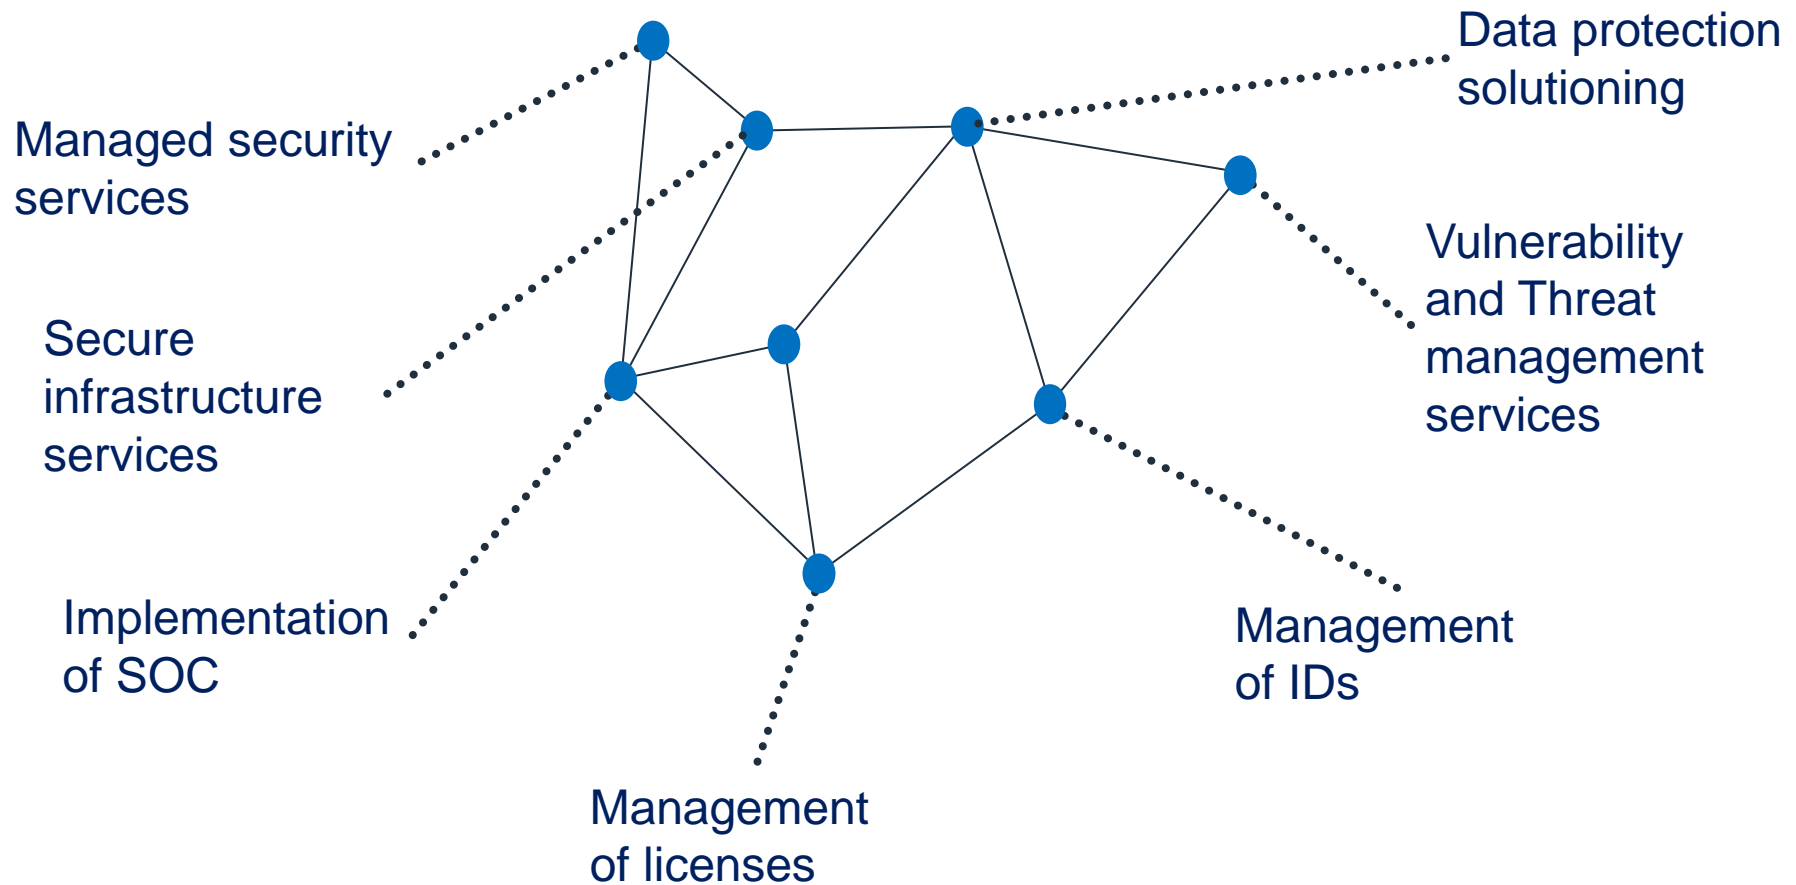 Managed security
services
Secure
infrastructure
services
Implementation
of SOC
Management
of licenses
Data protection
solutioning
Vulnerability
and Threat
management
services
Management
of IDs